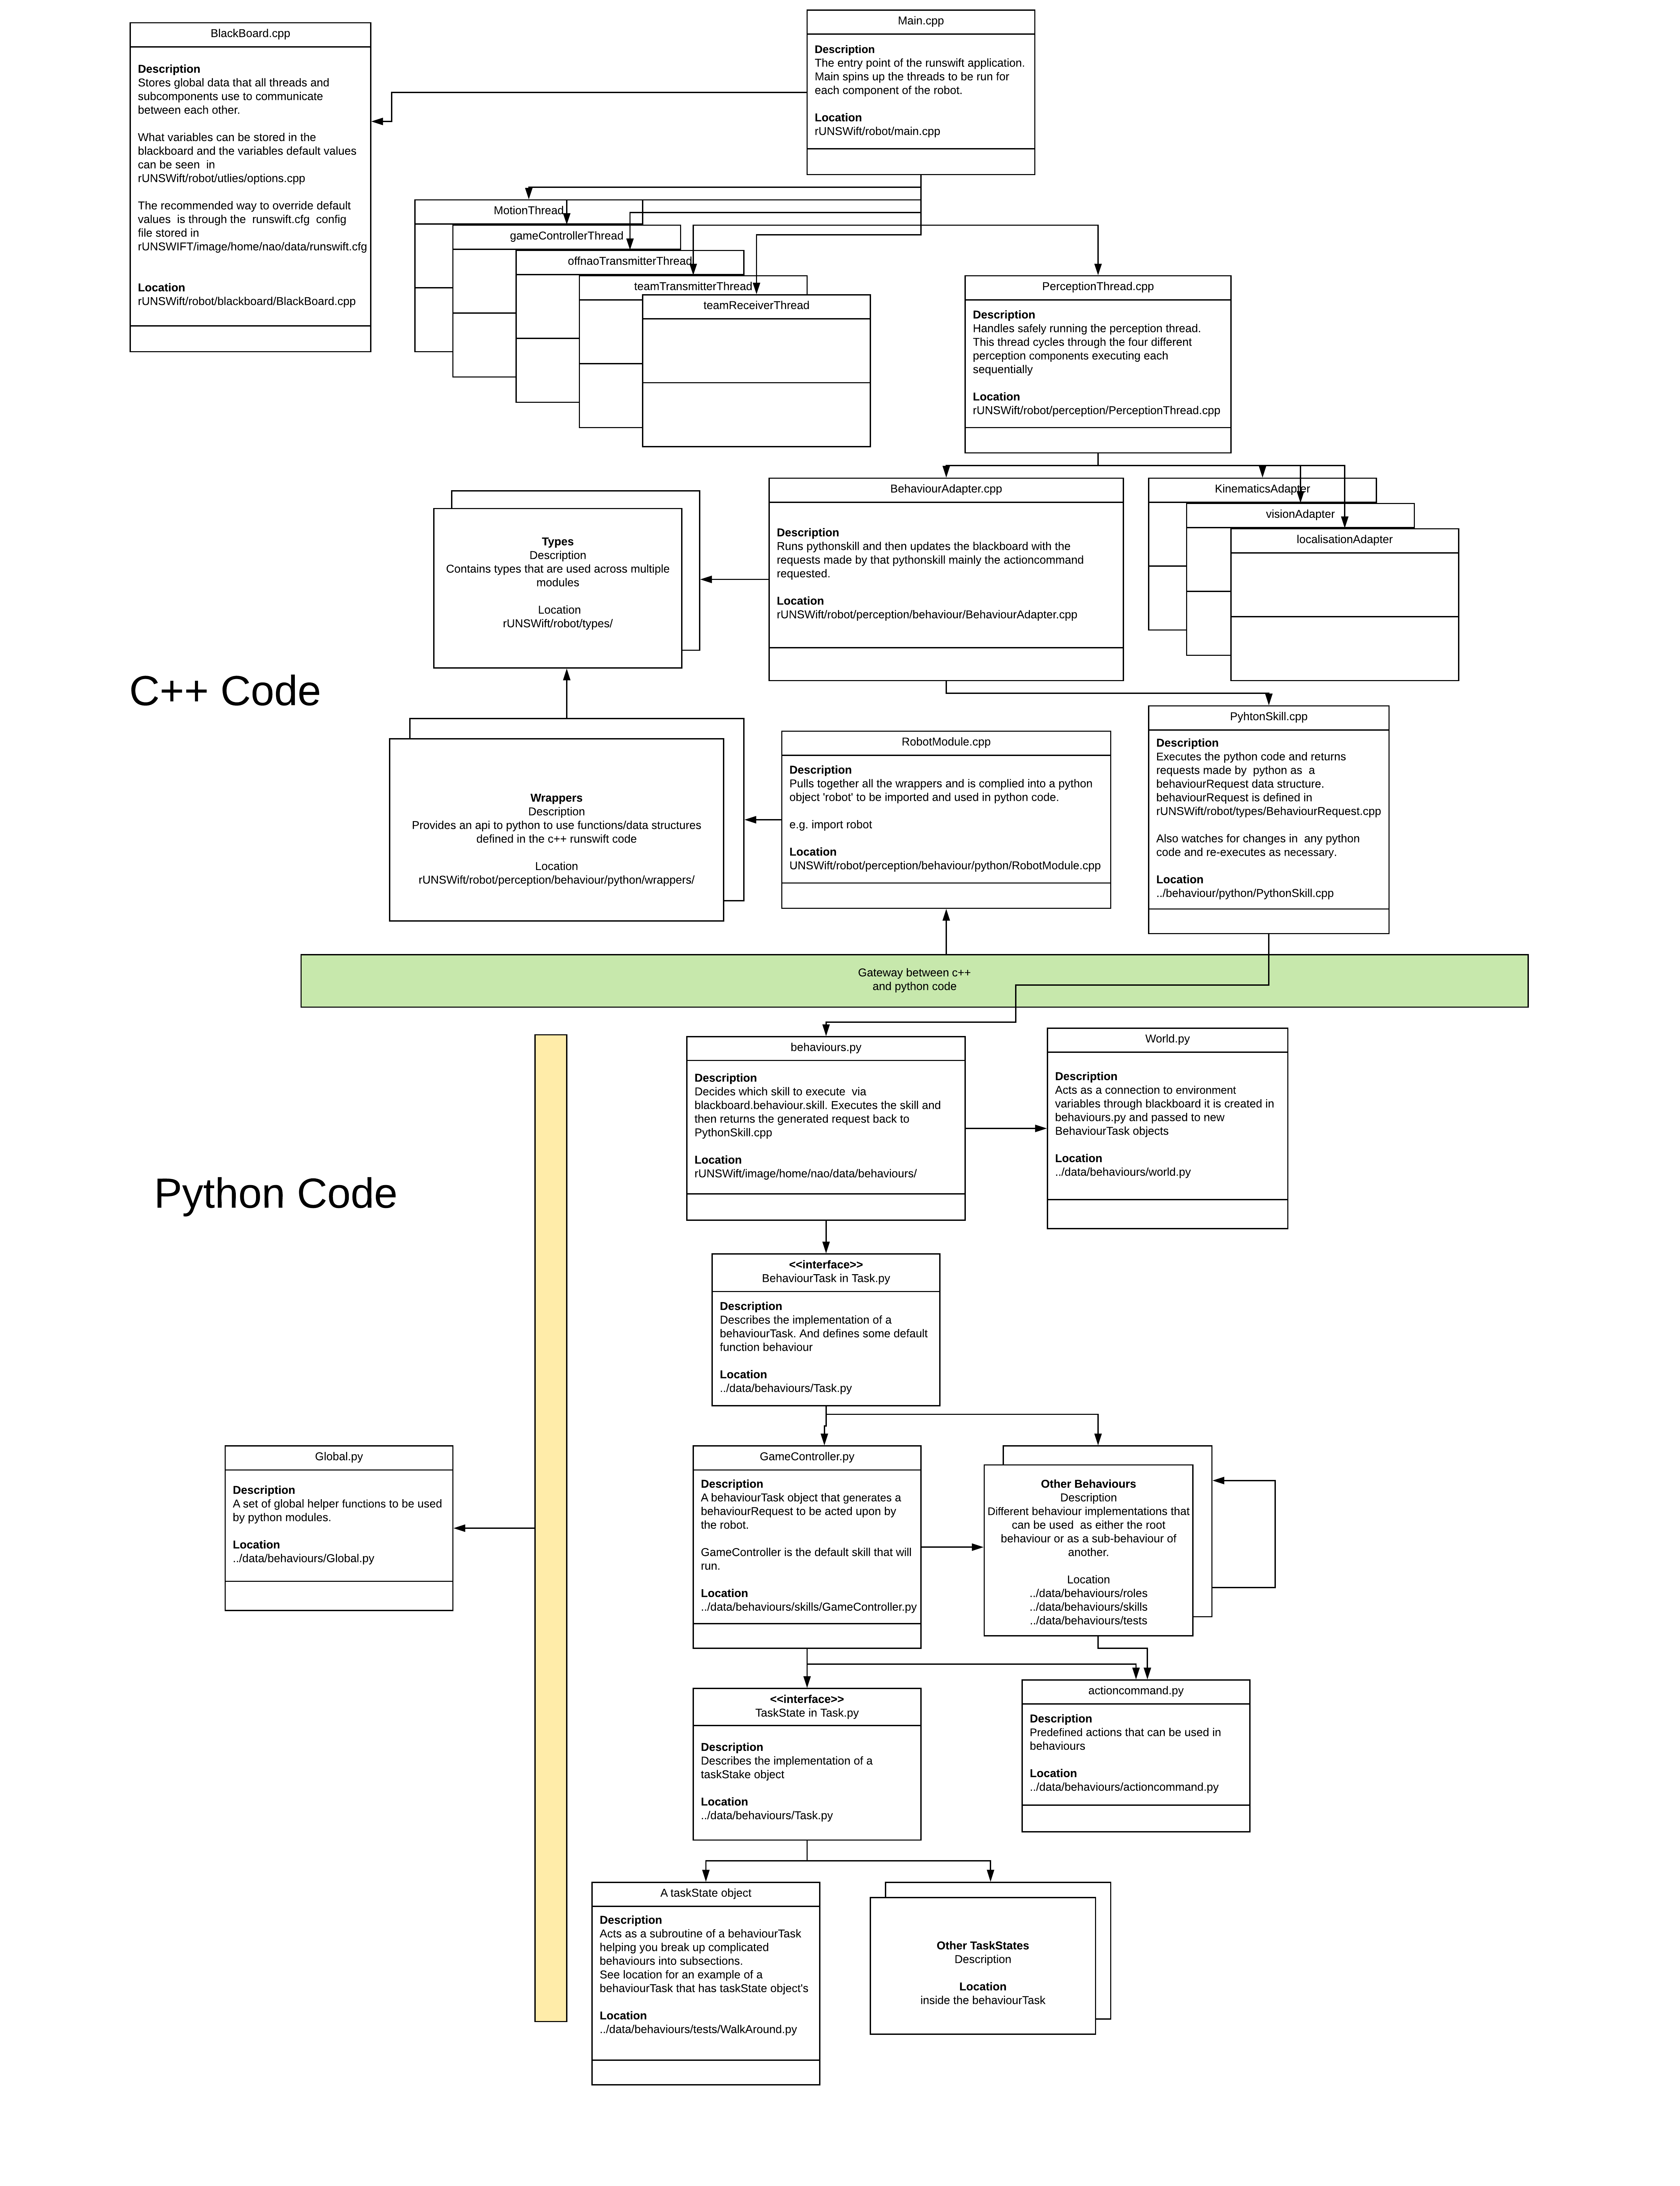 BlackBoard.cpp
Description
Stores global data that all threads and
subcomponents use to communicate
between each other.
What variables can be stored in the
blackboard and the variables default values
can be seen  in
rUNSWift/robot/utlies/options.cpp
The recommended way to override default
values  is through the  runswift.cfg  config
file stored in
rUNSWIFT/image/home/nao/data/runswift.cfg
Location
rUNSWift/robot/blackboard/BlackBoard.cpp
Main.cpp
Description
The entry point of the runswift application.
Main spins up the threads to be run for
each component of the robot.
Location
rUNSWift/robot/main.cpp
MotionThread
gameControllerThread
offnaoTransmitterThread
teamTransmitterThread
teamReceiverThread
PerceptionThread.cpp
Description
Handles safely running the perception thread.
This thread cycles through the four different
perception components executing each
sequentially
Location
rUNSWift/robot/perception/PerceptionThread.cpp
Types
Description
Contains types that are used across multiple
modules
Location
rUNSWift/robot/types/
BehaviourAdapter.cpp
Description
Runs pythonskill and then updates the blackboard with the
requests made by that pythonskill mainly the actioncommand
requested.
Location
rUNSWift/robot/perception/behaviour/BehaviourAdapter.cpp
KinematicsAdapter
visionAdapter
localisationAdapter
C++ Code
Wrappers
Description
Provides an api to python to use functions/data structures
defined in the c++ runswift code
Location
rUNSWift/robot/perception/behaviour/python/wrappers/
RobotModule.cpp
Description
Pulls together all the wrappers and is complied into a python
object 'robot' to be imported and used in python code.
e.g. import robot
Location
UNSWift/robot/perception/behaviour/python/RobotModule.cpp
PyhtonSkill.cpp
Description
Executes the python code and returns
requests made by  python as  a
behaviourRequest data structure.
behaviourRequest is defined in
rUNSWift/robot/types/BehaviourRequest.cpp
Also watches for changes in  any python
code and re-executes as necessary.
Location
../behaviour/python/PythonSkill.cpp
Gateway between c++
and python code
Python Code
behaviours.py
Description
Decides which skill to execute  via
blackboard.behaviour.skill. Executes the skill and
then returns the generated request back to
PythonSkill.cpp
Location
rUNSWift/image/home/nao/data/behaviours/
World.py
Description
Acts as a connection to environment
variables through blackboard it is created in
behaviours.py and passed to new
BehaviourTask objects
Location
../data/behaviours/world.py
<<interface>>
BehaviourTask in Task.py
Description
Describes the implementation of a
behaviourTask. And defines some default
function behaviour
Location
../data/behaviours/Task.py
Global.py
Description
A set of global helper functions to be used
by python modules.
Location
../data/behaviours/Global.py
GameController.py
Description
A behaviourTask object that generates a
behaviourRequest to be acted upon by
the robot.
GameController is the default skill that will
run.
Location
../data/behaviours/skills/GameController.py
Other Behaviours
Description
Different behaviour implementations that
can be used  as either the root
behaviour or as a sub-behaviour of
another.
Location
../data/behaviours/roles
../data/behaviours/skills
../data/behaviours/tests
<<interface>>
TaskState in Task.py
Description
Describes the implementation of a
taskStake object
Location
../data/behaviours/Task.py
actioncommand.py
Description
Predefined actions that can be used in
behaviours
Location
../data/behaviours/actioncommand.py
A taskState object
Description
Acts as a subroutine of a behaviourTask
helping you break up complicated
behaviours into subsections.
See location for an example of a
behaviourTask that has taskState object's
Location
../data/behaviours/tests/WalkAround.py
Other TaskStates
Description
Location
inside the behaviourTask